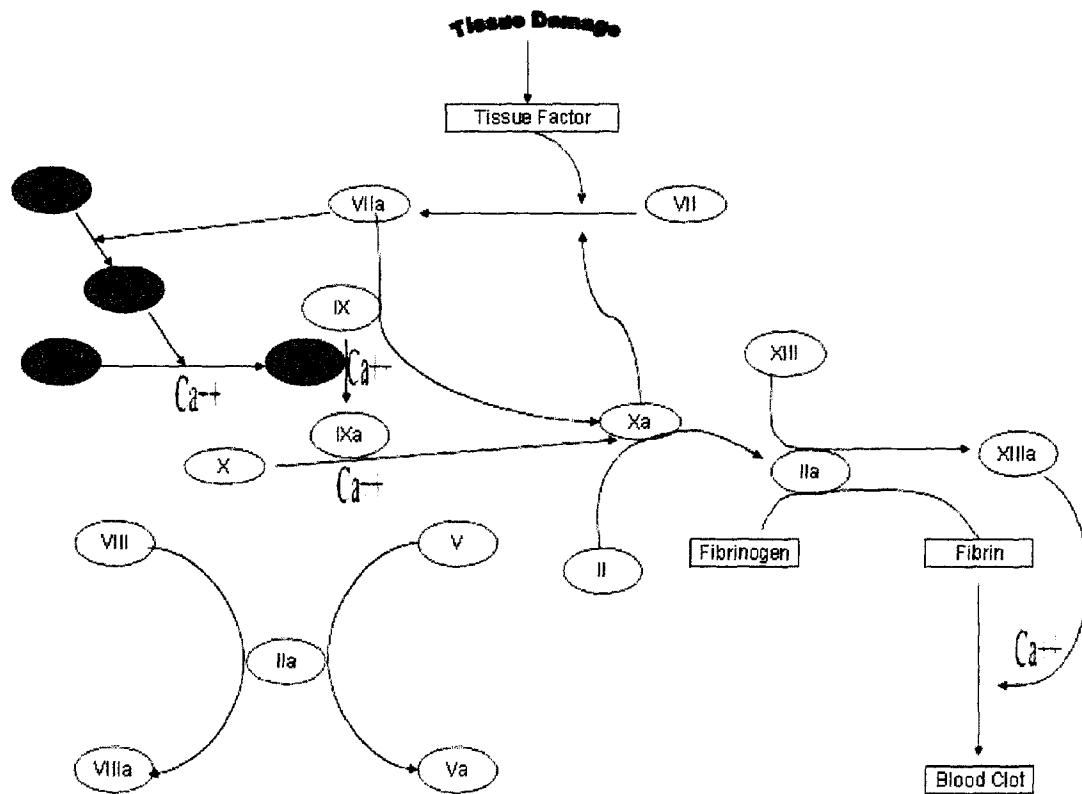 Tissue Damage
Tissue Factor
VIIa
VII
IX
XIII
Ca++
Ca++
IXa
Xa
X
Ca++
IIa
XIIIa
VIII
V
II
Fibrinogen
Fibrin
IIa
Ca++
VIIIa
Va
Blood Clot